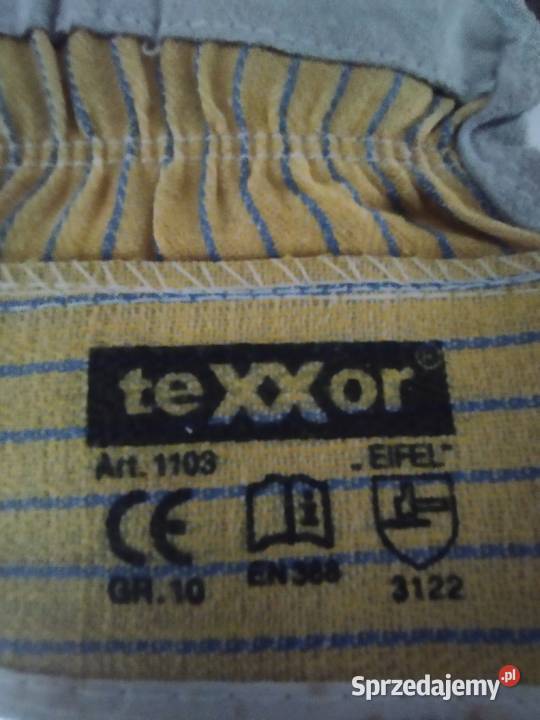 teXXor®
Art. 1103 „EIFEL"
CE
GR. 10 EN 388 3122
Sprzedajemy.pl